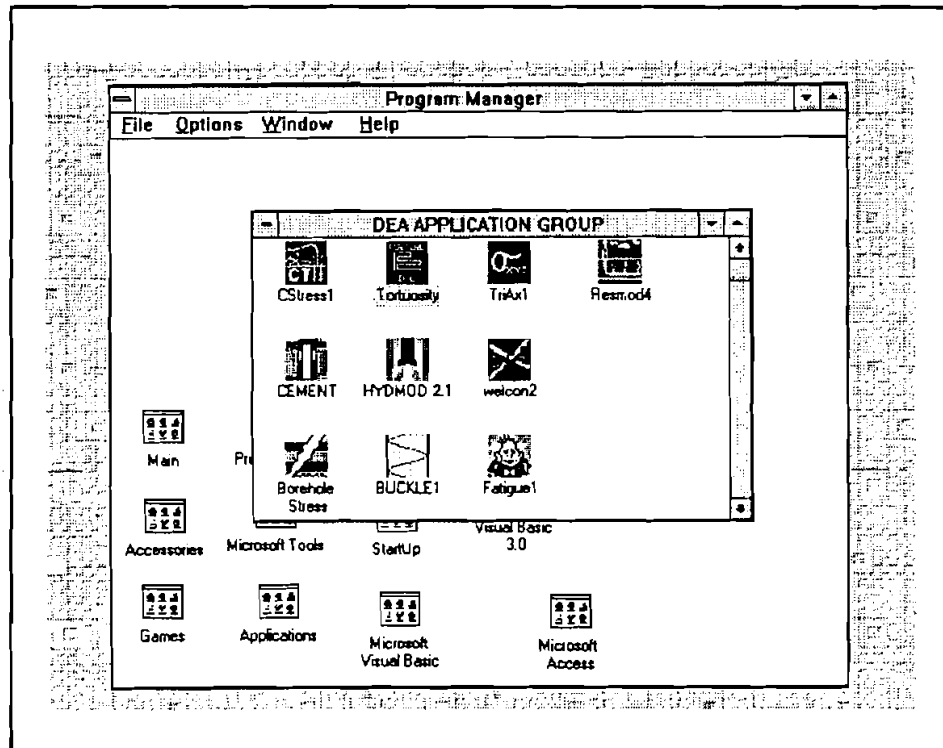 Program Manager
File Options Window Help
DEA APPLICATION GROUP
CTII
CStress1 Tortuosity TriAx1 Resmod4
CEMENT HYDMOD 2.1 welcon2
Main
Borehole Stress
BUCKLE1 Fatigue1
Accessories Microsoft Tools StartUp Visual Basic 3.0
Games Applications Microsoft Visual Basic Microsoft Access